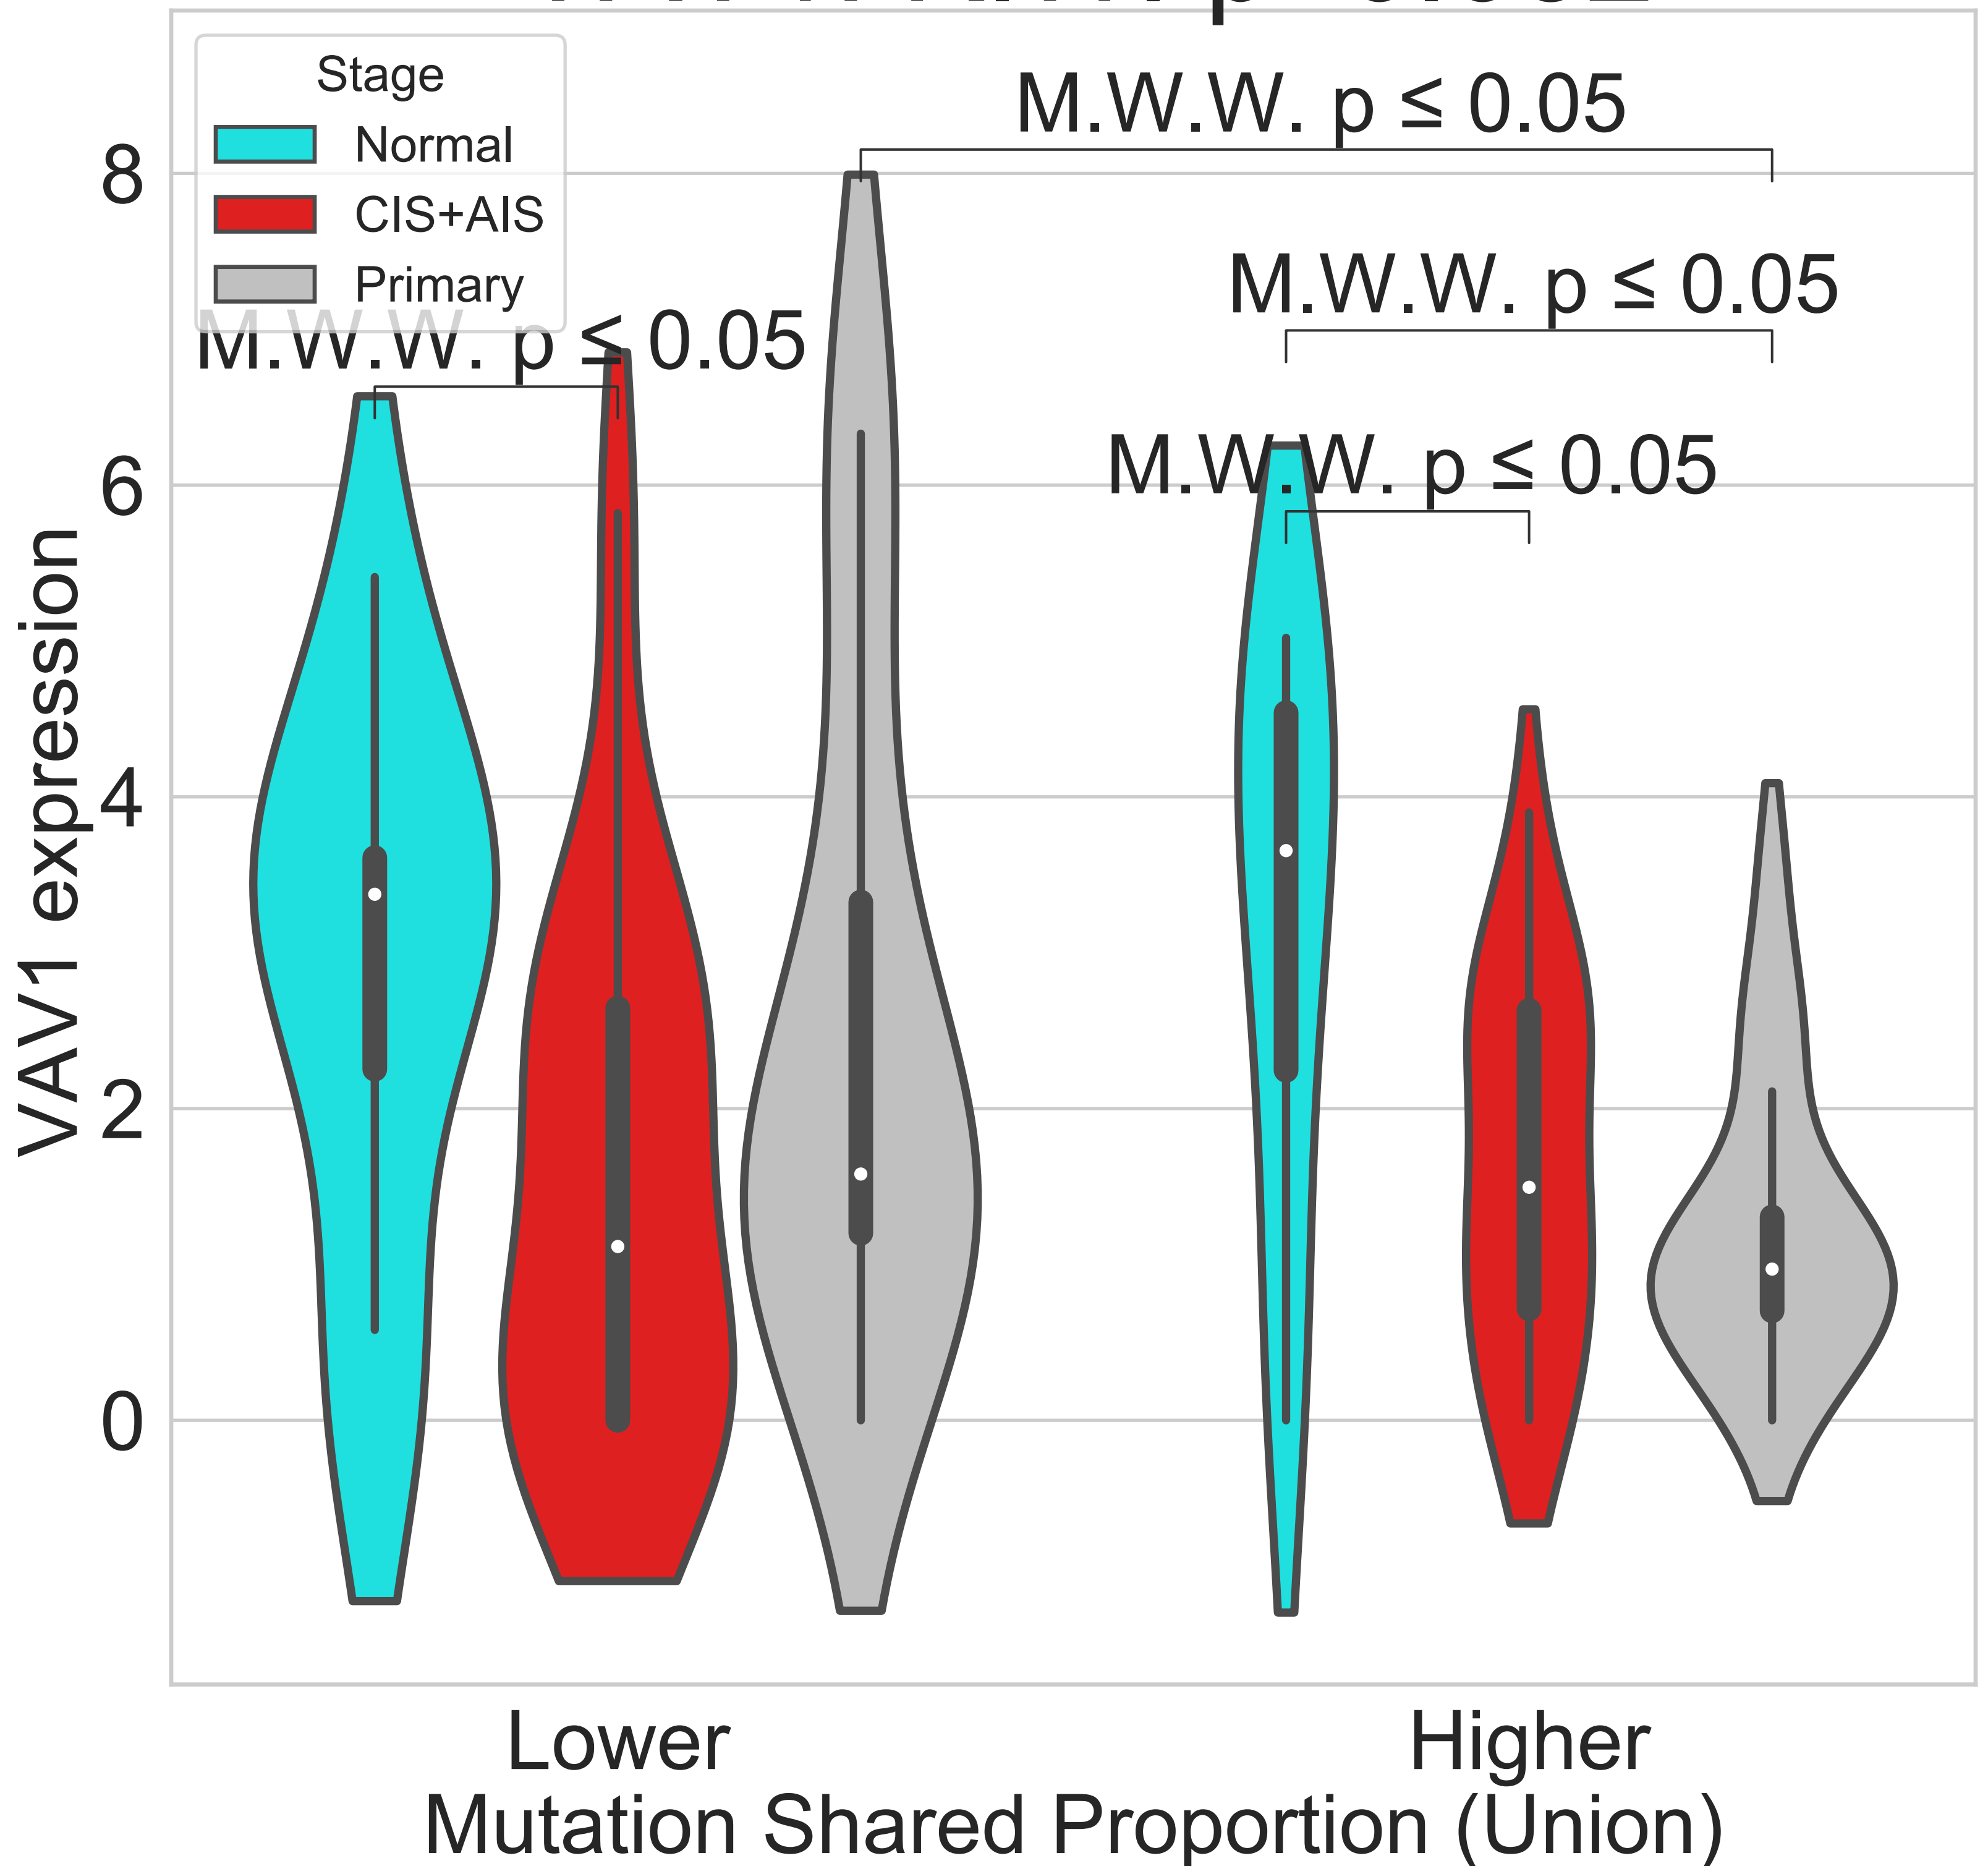 Stage
Normal
CIS+AIS
Primary
M.W.W. p ≤ 0.05
M.W.W. p ≤ 0.05
M.W.W. p ≤ 0.05
M.W.W. p ≤ 0.05
8
6
4
2
0
VAV1 expression
Lower
Higher
Mutation Shared Proportion (Union)